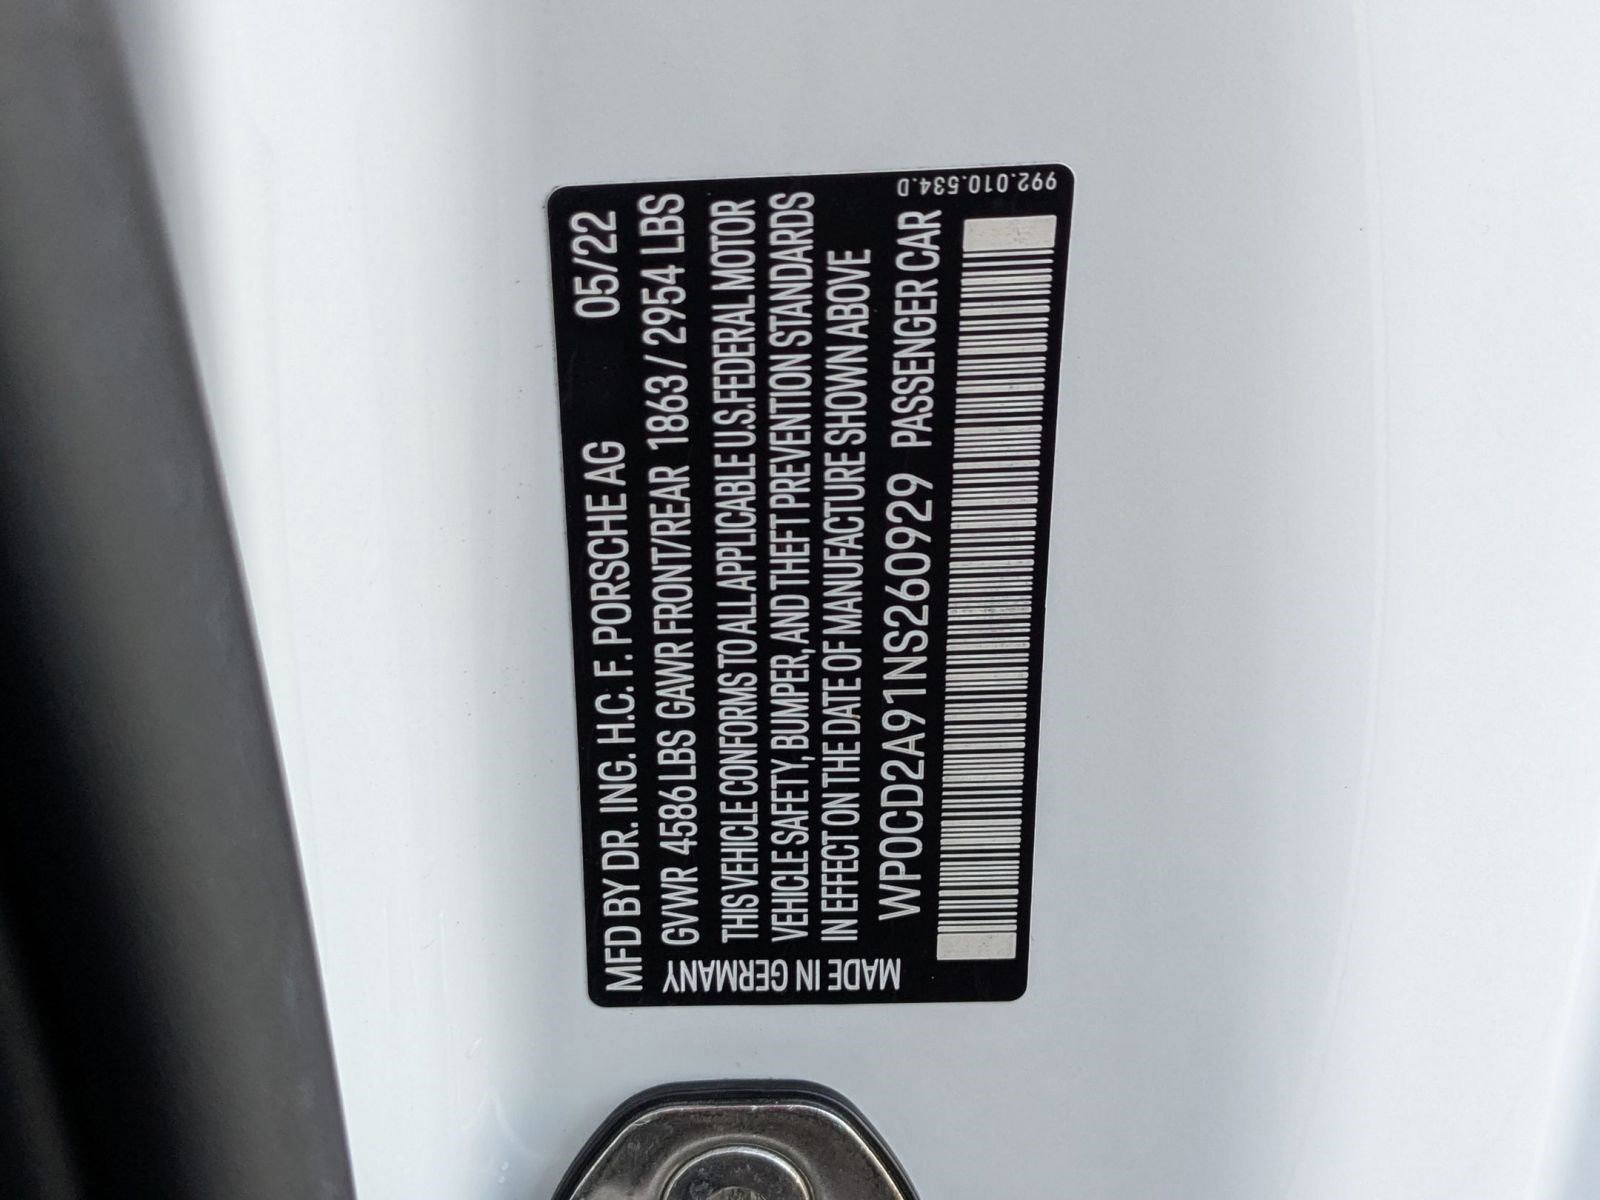 MFD BY DR. ING. H.C. F. PORSCHE AG 05/22
GVWR 4586 LBS GAWR FRONT/REAR 1863 / 2954 LBS
THIS VEHICLE CONFORMS TO ALL APPLICABLE U.S. FEDERAL MOTOR
VEHICLE SAFETY, BUMPER, AND THEFT PREVENTION STANDARDS
IN EFFECT ON THE DATE OF MANUFACTURE SHOWN ABOVE
WP0CD2A91NS260929 PASSENGER CAR
MADE IN GERMANY
992.010.534.D